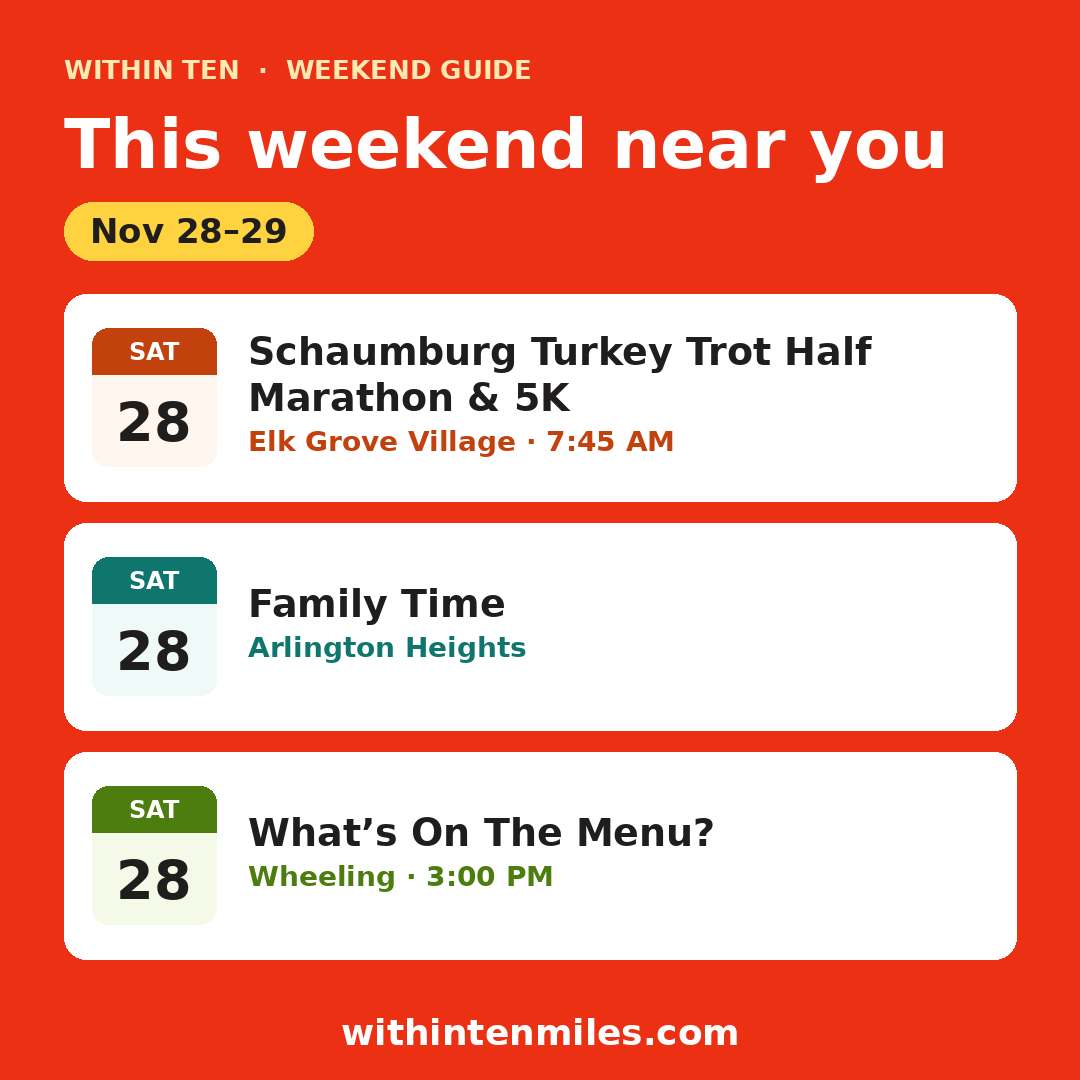 WITHIN TEN · WEEKEND GUIDE
This weekend near you
Nov 28–29
SAT
28
Schaumburg Turkey Trot Half
Marathon & 5K
Elk Grove Village · 7:45 AM
SAT
28
Family Time
Arlington Heights
SAT
28
What’s On The Menu?
Wheeling · 3:00 PM
withintenmiles.com